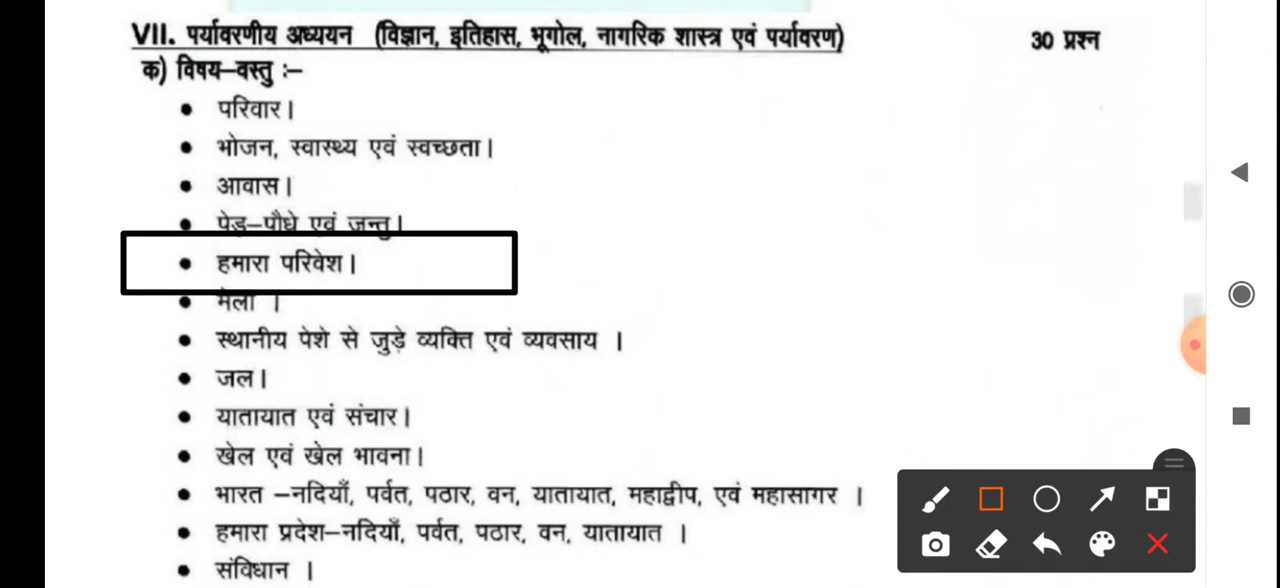 VII. पर्यावरणीय अध्ययन (विज्ञान, इतिहास, भूगोल, नागरिक शास्त्र एवं पर्यावरण) 30 प्रश्न
क) विषय–वस्तु :–
• परिवार।
• भोजन, स्वास्थ्य एवं स्वच्छता।
• आवास।
• पेड़–पौधे एवं जन्तु।
• हमारा परिवेश।
• मेला ।
• स्थानीय पेशे से जुड़े व्यक्ति एवं व्यवसाय ।
• जल।
• यातायात एवं संचार।
• खेल एवं खेल भावना।
• भारत –नदियाँ, पर्वत, पठार, वन, यातायात, महाद्वीप, एवं महासागर ।
• हमारा प्रदेश–नदियाँ, पर्वत, पठार, वन, यातायात ।
• संविधान ।